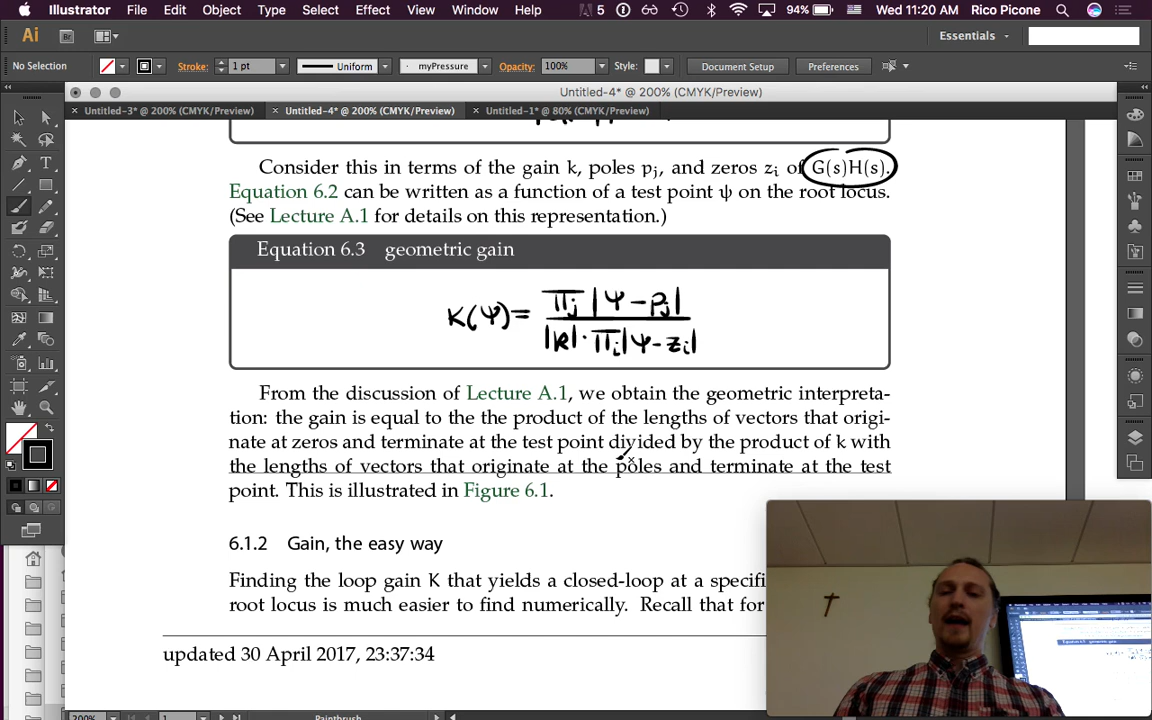 Illustrator File Edit Object Type Select Effect View Window Help 5 94% Wed 11:20 AM Rico Picone
Ai Br Essentials
No Selection Stroke: 1 pt Uniform myPressure Opacity: 100% Style: Document Setup Preferences
Untitled-4* @ 200% (CMYK/Preview)
× Untitled-3* @ 200% (CMYK/Preview) × Untitled-4* @ 200% (CMYK/Preview) × Untitled-1* @ 80% (CMYK/Preview)
Consider this in terms of the gain k, poles pⱼ, and zeros zᵢ of G(s)H(s).
Equation 6.2 can be written as a function of a test point ψ on the root locus.
(See Lecture A.1 for details on this representation.)
Equation 6.3 geometric gain
K(Ψ) = Πⱼ |Ψ − pⱼ|
|k| · Πᵢ |Ψ − zᵢ|
From the discussion of Lecture A.1, we obtain the geometric interpreta-
tion: the gain is equal to the the product of the lengths of vectors that origi-
nate at zeros and terminate at the test point divided by the product of k with
the lengths of vectors that originate at the poles and terminate at the test
point. This is illustrated in Figure 6.1.
6.1.2 Gain, the easy way
Finding the loop gain K that yields a closed-loop at a specifi
root locus is much easier to find numerically. Recall that for
updated 30 April 2017, 23:37:34
200% 1 Paintbrush